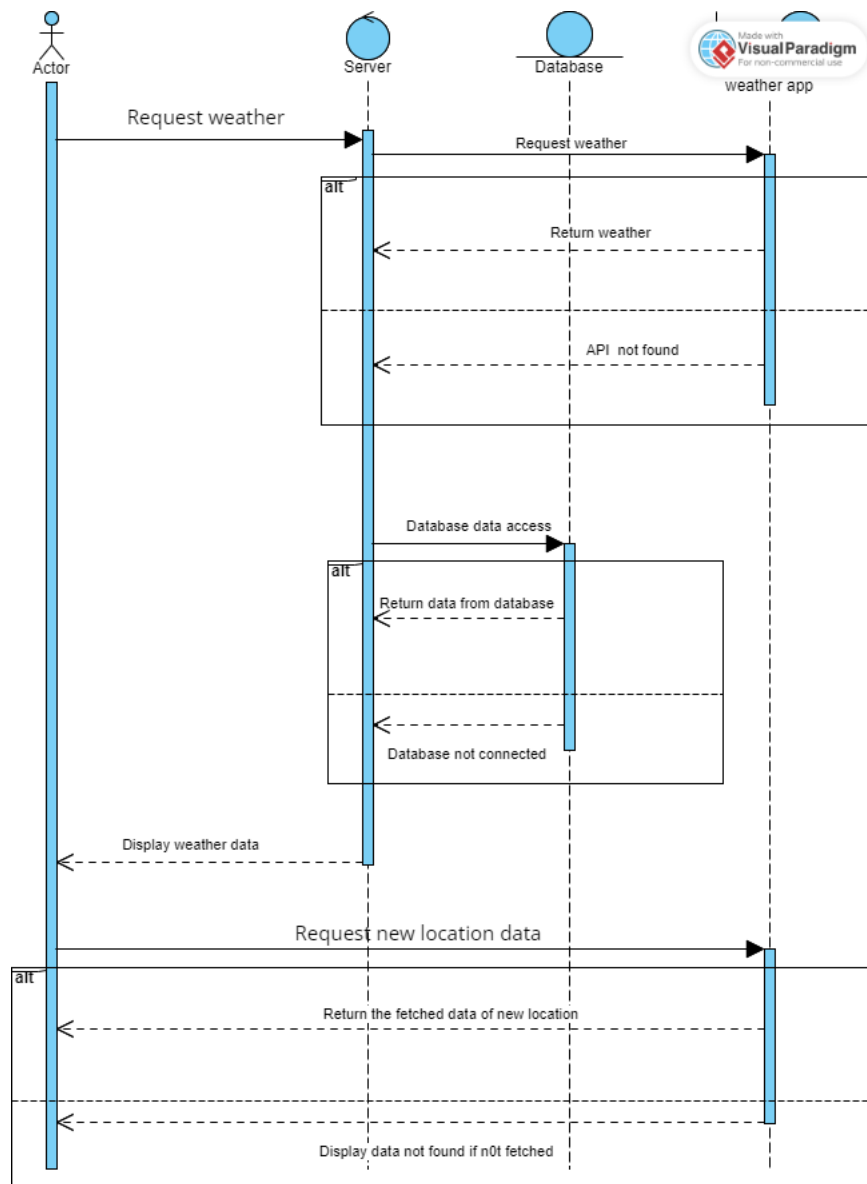 Made with
VisualParadigm
For non-commercial use
Actor
Server
Database
weather app
Request weather
Request weather
alt
Return weather
API not found
Database data access
alt
Return data from database
Database not connected
Display weather data
Request new location data
alt
Return the fetched data of new location
Display data not found if n0t fetched